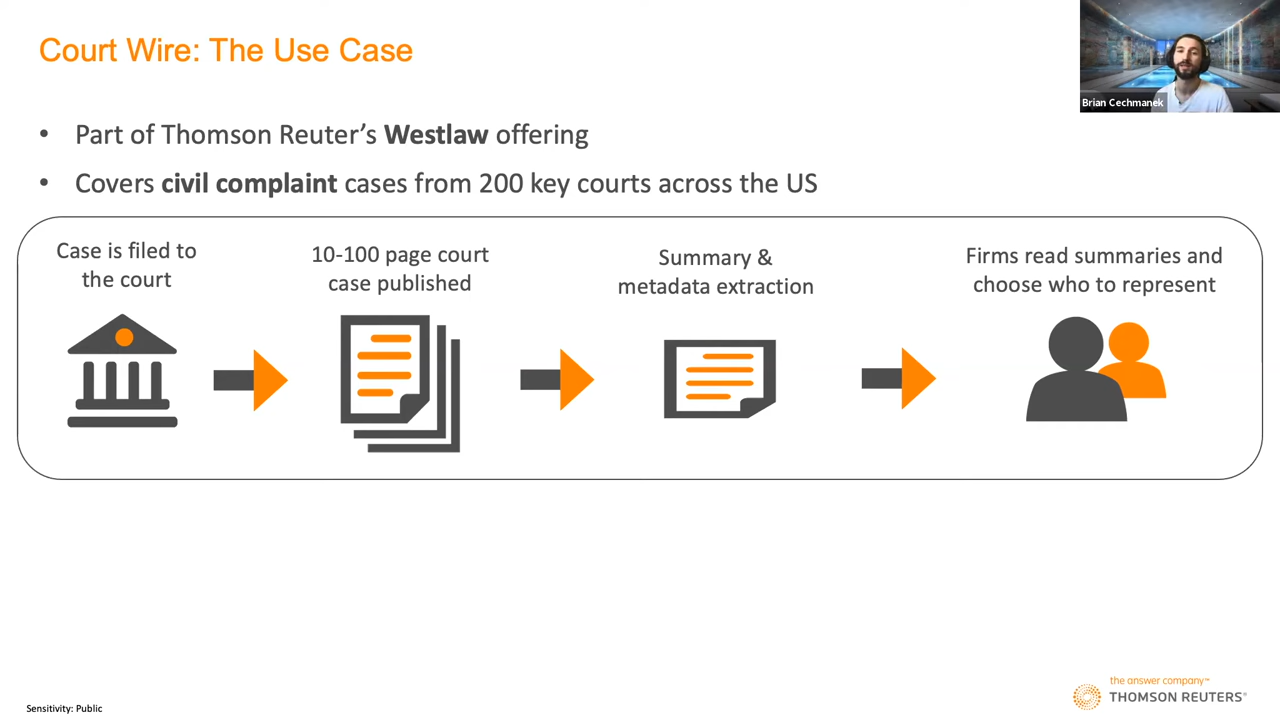 Court Wire: The Use Case
Brian Cechmanek
• Part of Thomson Reuter’s Westlaw offering
• Covers civil complaint cases from 200 key courts across the US
Case is filed to
the court
10-100 page court
case published
Summary &
metadata extraction
Firms read summaries and
choose who to represent
the answer company™
THOMSON REUTERS®
Sensitivity: Public